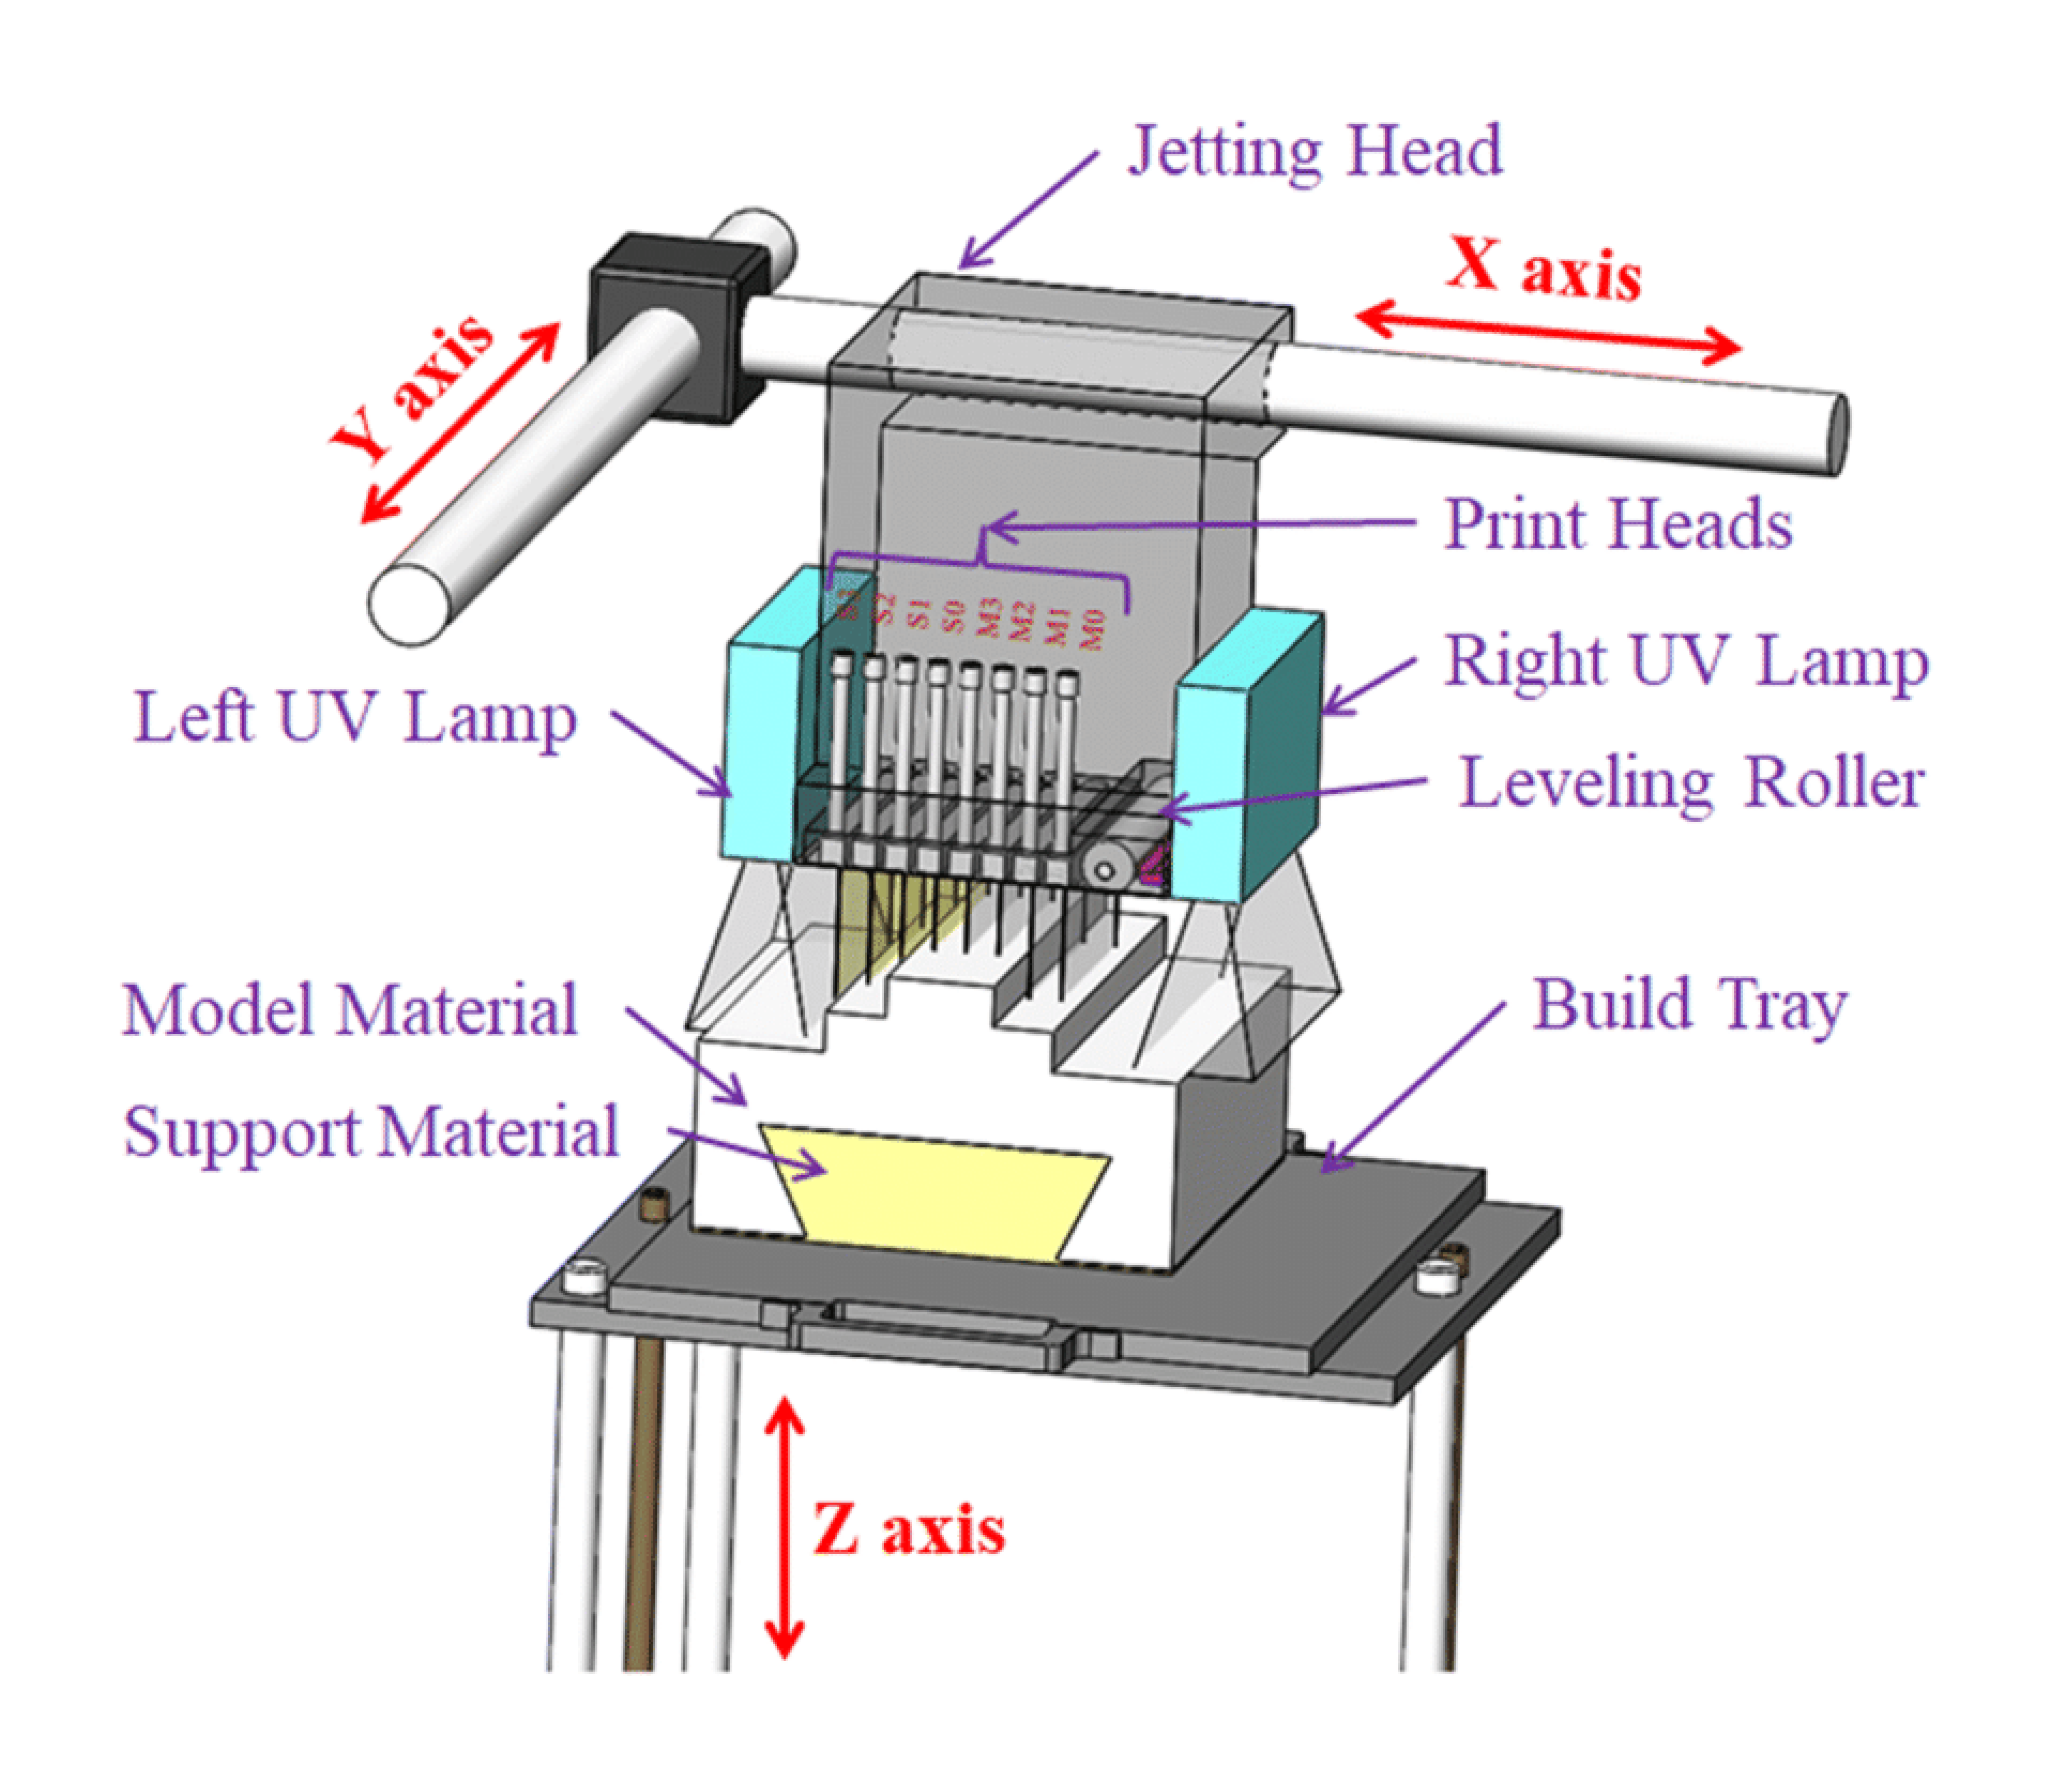 Jetting Head
X axis
Y axis
Print Heads
S3 S2 S1 S0 M3 M2 M1 M0
Right UV Lamp
Left UV Lamp
Leveling Roller
Model Material
Build Tray
Support Material
Z axis